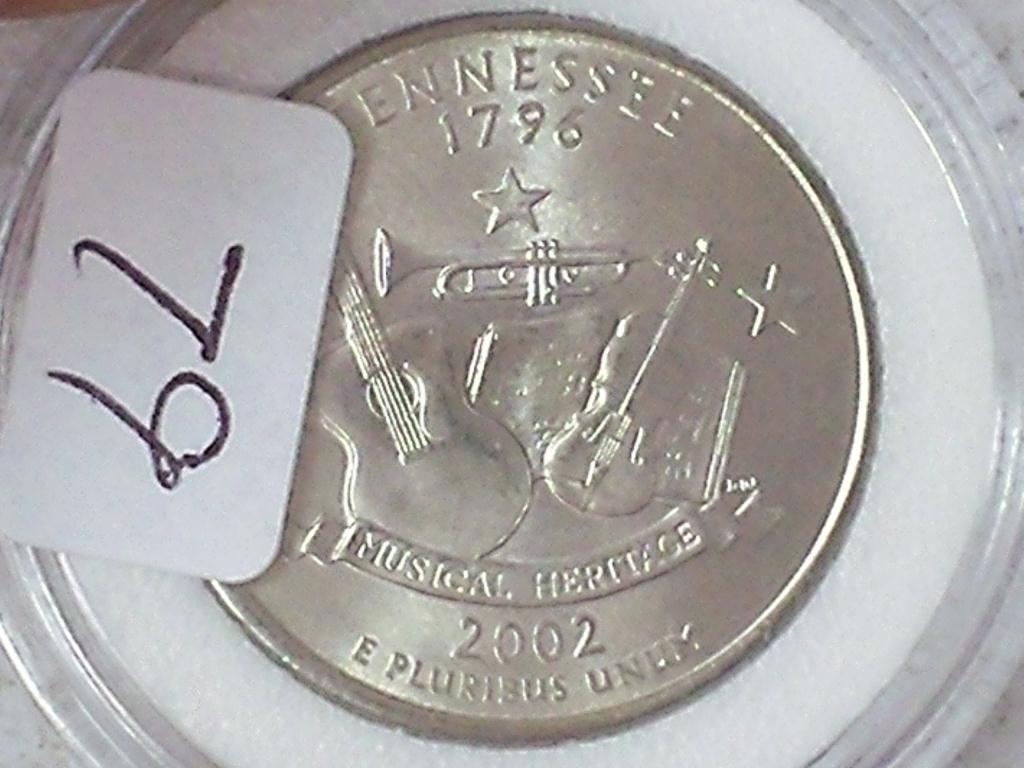 ENNESSEE
1796
MUSICAL HERITAGE
2002
E PLURIBUS UNUM
79